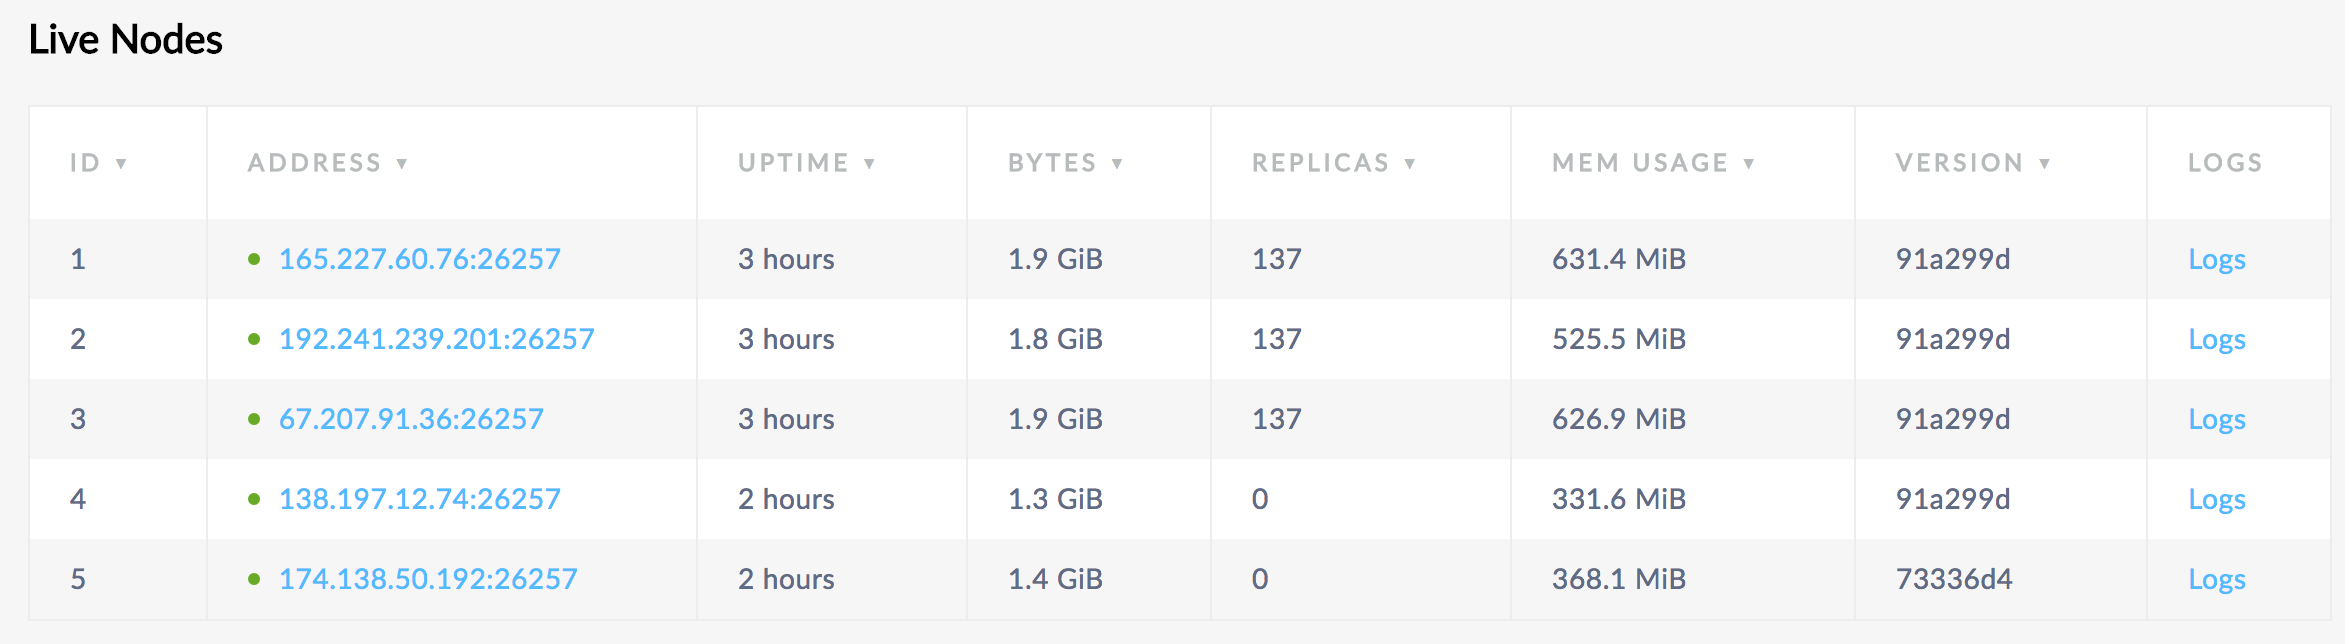 Live Nodes
ID ▼ ADDRESS ▼ UPTIME ▼ BYTES ▼ REPLICAS ▼ MEM USAGE ▼ VERSION ▼ LOGS
1 165.227.60.76:26257 3 hours 1.9 GiB 137 631.4 MiB 91a299d Logs
2 192.241.239.201:26257 3 hours 1.8 GiB 137 525.5 MiB 91a299d Logs
3 67.207.91.36:26257 3 hours 1.9 GiB 137 626.9 MiB 91a299d Logs
4 138.197.12.74:26257 2 hours 1.3 GiB 0 331.6 MiB 91a299d Logs
5 174.138.50.192:26257 2 hours 1.4 GiB 0 368.1 MiB 73336d4 Logs